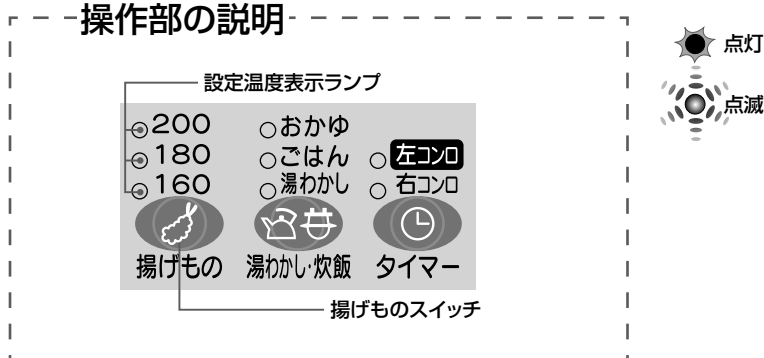 操作部の説明
点灯
点滅
設定温度表示ランプ
200 おかゆ
180 ごはん 左コンロ
160 湯わかし 右コンロ
揚げもの 湯わかし・炊飯 タイマー
揚げものスイッチ